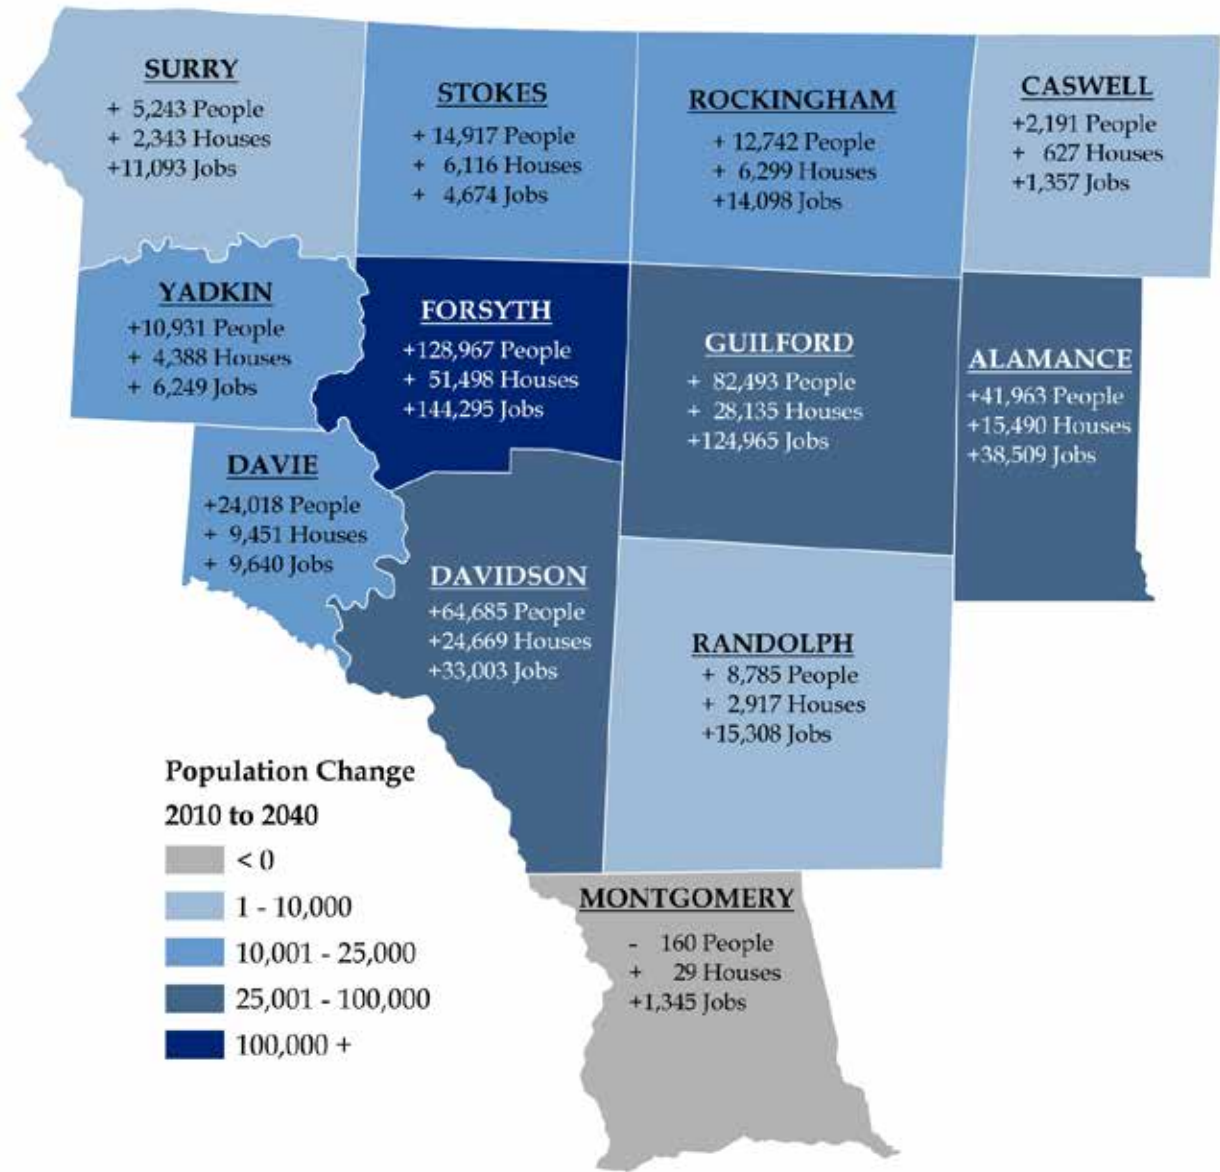 SURRY
+ 5,243 People
+ 2,343 Houses
+11,093 Jobs
STOKES
+ 14,917 People
+ 6,116 Houses
+ 4,674 Jobs
ROCKINGHAM
+ 12,742 People
+ 6,299 Houses
+14,098 Jobs
CASWELL
+2,191 People
+ 627 Houses
+1,357 Jobs
YADKIN
+10,931 People
+ 4,388 Houses
+ 6,249 Jobs
FORSYTH
+128,967 People
+ 51,498 Houses
+144,295 Jobs
GUILFORD
+ 82,493 People
+ 28,135 Houses
+124,965 Jobs
ALAMANCE
+41,963 People
+15,490 Houses
+38,509 Jobs
DAVIE
+24,018 People
+ 9,451 Houses
+ 9,640 Jobs
DAVIDSON
+64,685 People
+24,669 Houses
+33,003 Jobs
RANDOLPH
+ 8,785 People
+ 2,917 Houses
+15,308 Jobs
MONTGOMERY
- 160 People
+ 29 Houses
+1,345 Jobs
Population Change
2010 to 2040
< 0
1 - 10,000
10,001 - 25,000
25,001 - 100,000
100,000 +